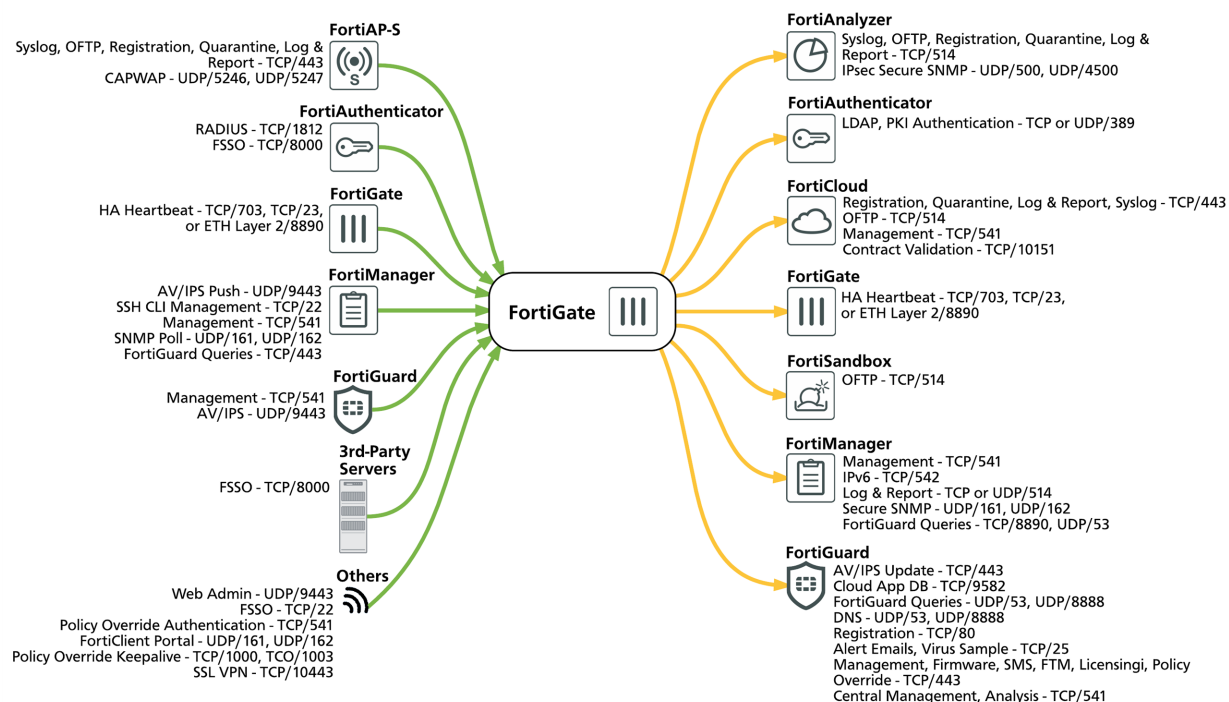 FortiAP-S
Syslog, OFTP, Registration, Quarantine, Log &
Report - TCP/443
CAPWAP - UDP/5246, UDP/5247
S
FortiAuthenticator
RADIUS - TCP/1812
FSSO - TCP/8000
FortiGate
HA Heartbeat - TCP/703, TCP/23,
or ETH Layer 2/8890
FortiManager
AV/IPS Push - UDP/9443
SSH CLI Management - TCP/22
Management - TCP/541
SNMP Poll - UDP/161, UDP/162
FortiGuard Queries - TCP/443
FortiGuard
Management - TCP/541
AV/IPS - UDP/9443
3rd-Party
Servers
FSSO - TCP/8000
Others
Web Admin - UDP/9443
FSSO - TCP/22
Policy Override Authentication - TCP/541
FortiClient Portal - UDP/161, UDP/162
Policy Override Keepalive - TCP/1000, TCO/1003
SSL VPN - TCP/10443
FortiGate
FortiAnalyzer
Syslog, OFTP, Registration, Quarantine, Log &
Report - TCP/514
IPsec Secure SNMP - UDP/500, UDP/4500
FortiAuthenticator
LDAP, PKI Authentication - TCP or UDP/389
FortiCloud
Registration, Quarantine, Log & Report, Syslog - TCP/443
OFTP - TCP/514
Management - TCP/541
Contract Validation - TCP/10151
FortiGate
HA Heartbeat - TCP/703, TCP/23,
or ETH Layer 2/8890
FortiSandbox
OFTP - TCP/514
FortiManager
Management - TCP/541
IPv6 - TCP/542
Log & Report - TCP or UDP/514
Secure SNMP - UDP/161, UDP/162
FortiGuard Queries - TCP/8890, UDP/53
FortiGuard
AV/IPS Update - TCP/443
Cloud App DB - TCP/9582
FortiGuard Queries - UDP/53, UDP/8888
DNS - UDP/53, UDP/8888
Registration - TCP/80
Alert Emails, Virus Sample - TCP/25
Management, Firmware, SMS, FTM, Licensingi, Policy
Override - TCP/443
Central Management, Analysis - TCP/541